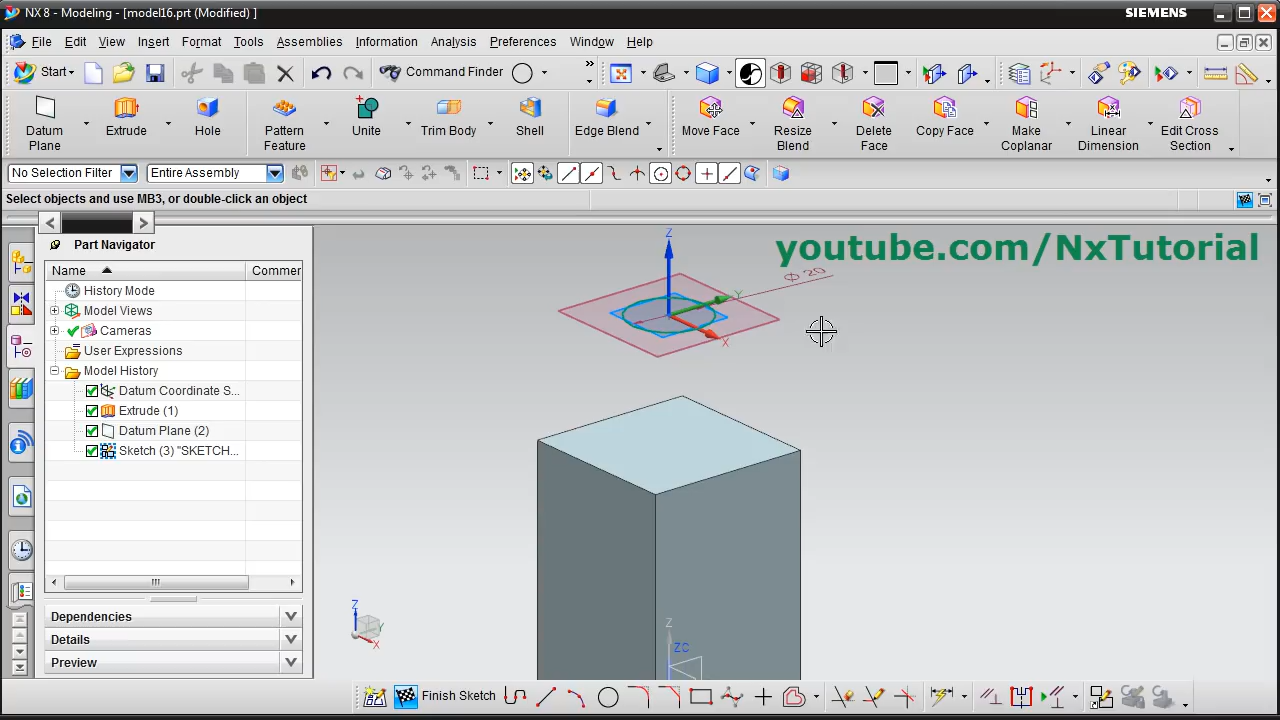 NX 8 - Modeling - [model16.prt (Modified) ]
SIEMENS
File Edit View Insert Format Tools Assemblies Information Analysis Preferences Window Help
Start
Command Finder
Datum Plane
Extrude
Hole
Pattern Feature
Unite
Trim Body
Shell
Edge Blend
Move Face
Resize Blend
Delete Face
Copy Face
Make Coplanar
Linear Dimension
Edit Cross Section
No Selection Filter
Entire Assembly
Select objects and use MB3, or double-click an object
Part Navigator
Name
Commer
History Mode
Model Views
Cameras
User Expressions
Model History
Datum Coordinate S...
Extrude (1)
Datum Plane (2)
Sketch (3) "SKETCH...
Dependencies
Details
Preview
youtube.com/NxTutorial
Z
Φ 20
Y
X
Z
Y
X
Z
ZC
Finish Sketch